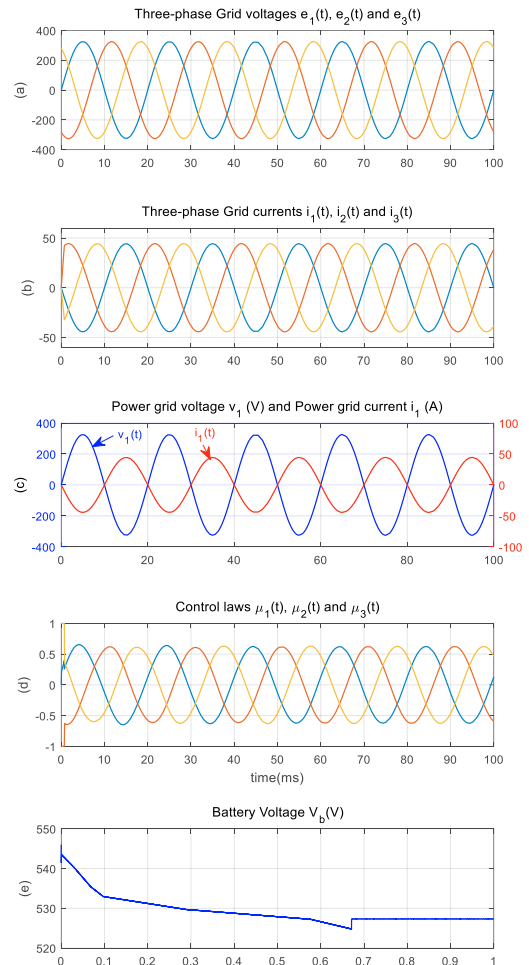 Three-phase Grid voltages e1(t), e2(t) and e3(t)
400
200
0
-200
-400
(a)
0 10 20 30 40 50 60 70 80 90 100
Three-phase Grid currents i1(t), i2(t) and i3(t)
50
0
-50
(b)
0 10 20 30 40 50 60 70 80 90 100
Power grid voltage v1 (V) and Power grid current i1 (A)
400 100
v1(t) i1(t)
200 50
0 0
-200 -50
-400 -100
(c)
0 10 20 30 40 50 60 70 80 90 100
Control laws μ1(t), μ2(t) and μ3(t)
1
0.5
0
-0.5
-1
(d)
0 10 20 30 40 50 60 70 80 90 100
time(ms)
Battery Voltage Vb(V)
550
540
530
520
(e)
0 0.1 0.2 0.3 0.4 0.5 0.6 0.7 0.8 0.9 1